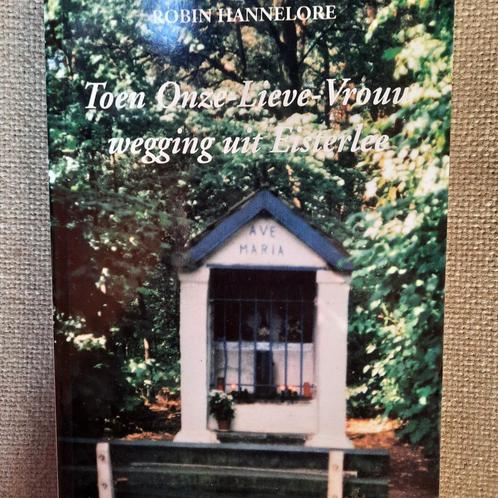 ROBIN HANNELORE
Toen Onze-Lieve-Vrouw
wegging uit Eisterlee
AVE
MARIA